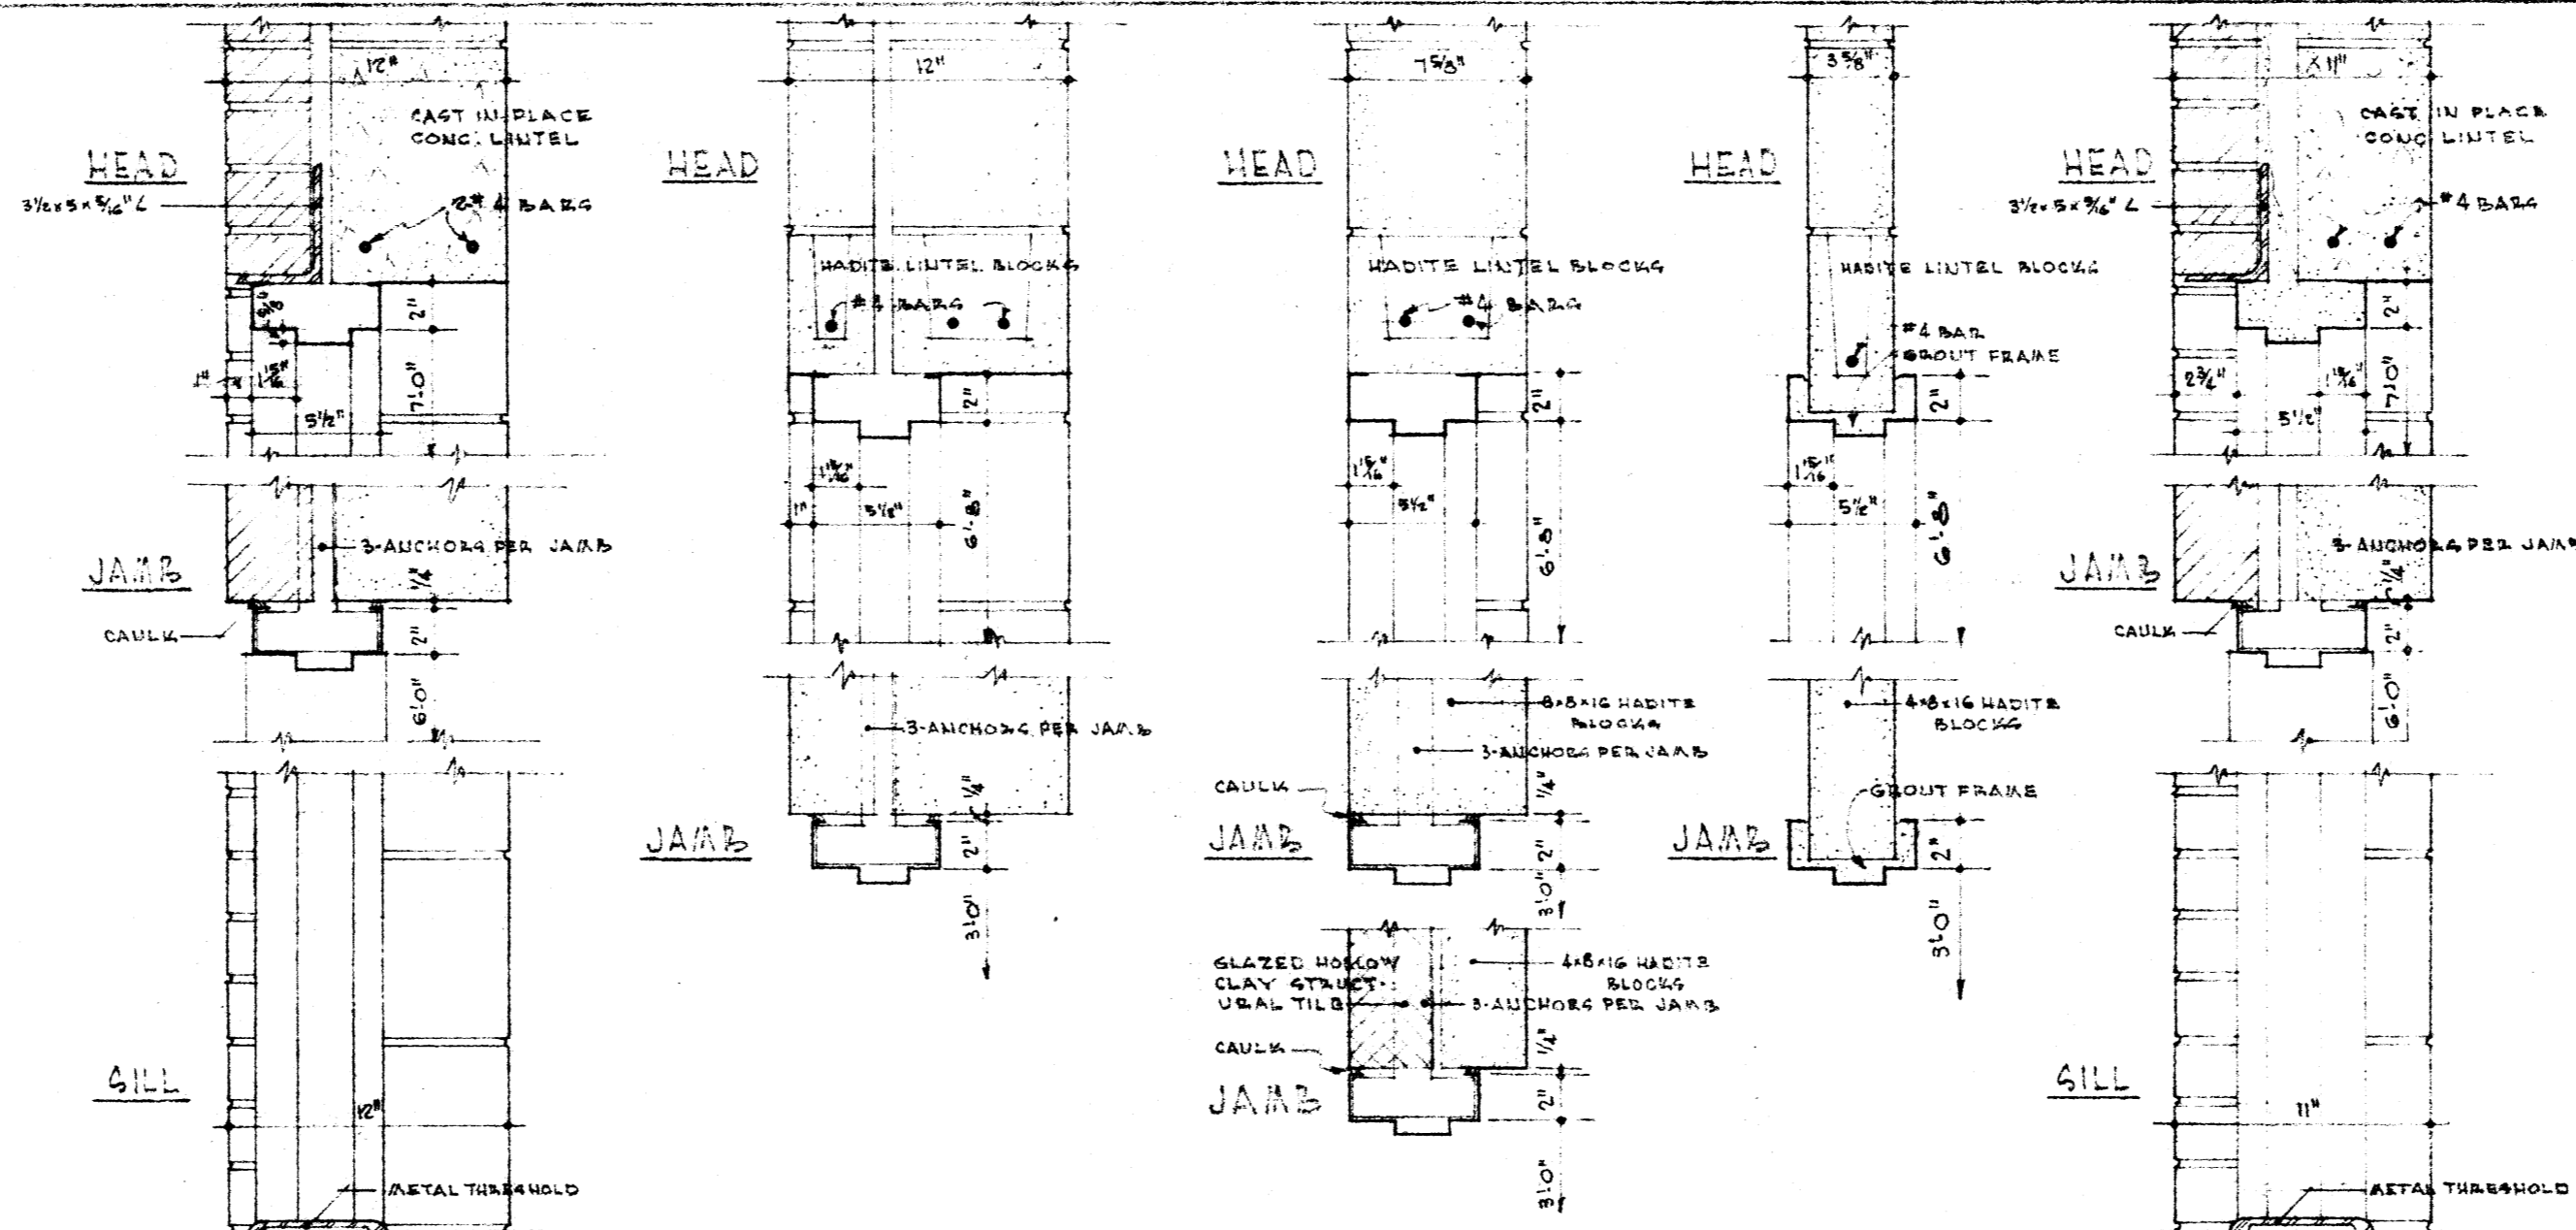 12"
CAST IN PLACE
CONC. LINTEL
HEAD
3½x5x5/16" L
2-#4 BARS
5/8"
2"
1"
1 15/16"
7'-0"
5½"
3-ANCHORS PER JAMB
JAMB
1/4"
CAULK
2"
6'-0"
SILL
12"
METAL THRESHOLD
12"
HEAD
HADITE LINTEL BLOCKS
#4 BARS
2"
1 15/16"
1"
5½"
6'-8"
3-ANCHORS PER JAMB
1/4"
JAMB
2"
3'-0"
7 5/8"
HEAD
HADITE LINTEL BLOCKS
#4 BARS
2"
1 15/16"
5½"
6'-8"
8x8x16 HADITE
BLOCKS
3-ANCHORS PER JAMB
CAULK
1/4"
JAMB
2"
3'-0"
GLAZED HOLLOW
CLAY STRUCT-
URAL TILE
4x8x16 HADITE
BLOCKS
3-ANCHORS PER JAMB
CAULK
1/4"
JAMB
2"
3'-0"
3 5/8"
HEAD
HADITE LINTEL BLOCKS
#4 BAR
GROUT FRAME
2"
1 15/16"
5½"
6'-8"
4x8x16 HADITE
BLOCKS
GROUT FRAME
JAMB
2"
3'-0"
11"
CAST IN PLACE
CONC LINTEL
HEAD
3½x5x5/16" L
#4 BARS
2"
2¾"
1 15/16"
7'-0"
5½"
3-ANCHORS PER JAMB
JAMB
1/4"
CAULK
2"
6'-0"
SILL
11"
METAL THRESHOLD